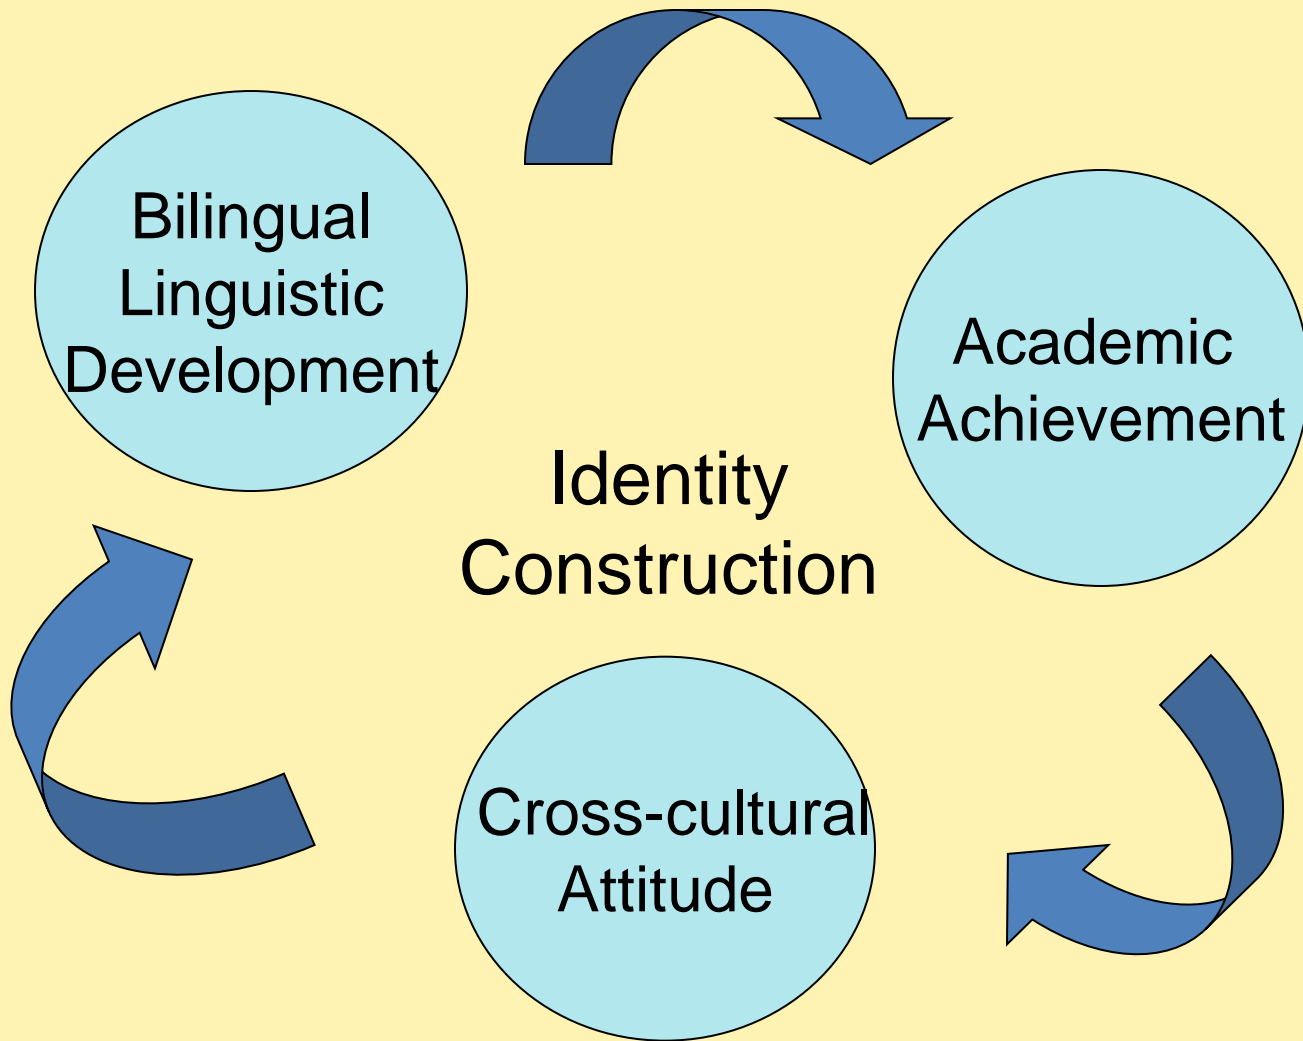 Bilingual
Linguistic
Development
Academic
Achievement
Identity
Construction
Cross-cultural
Attitude